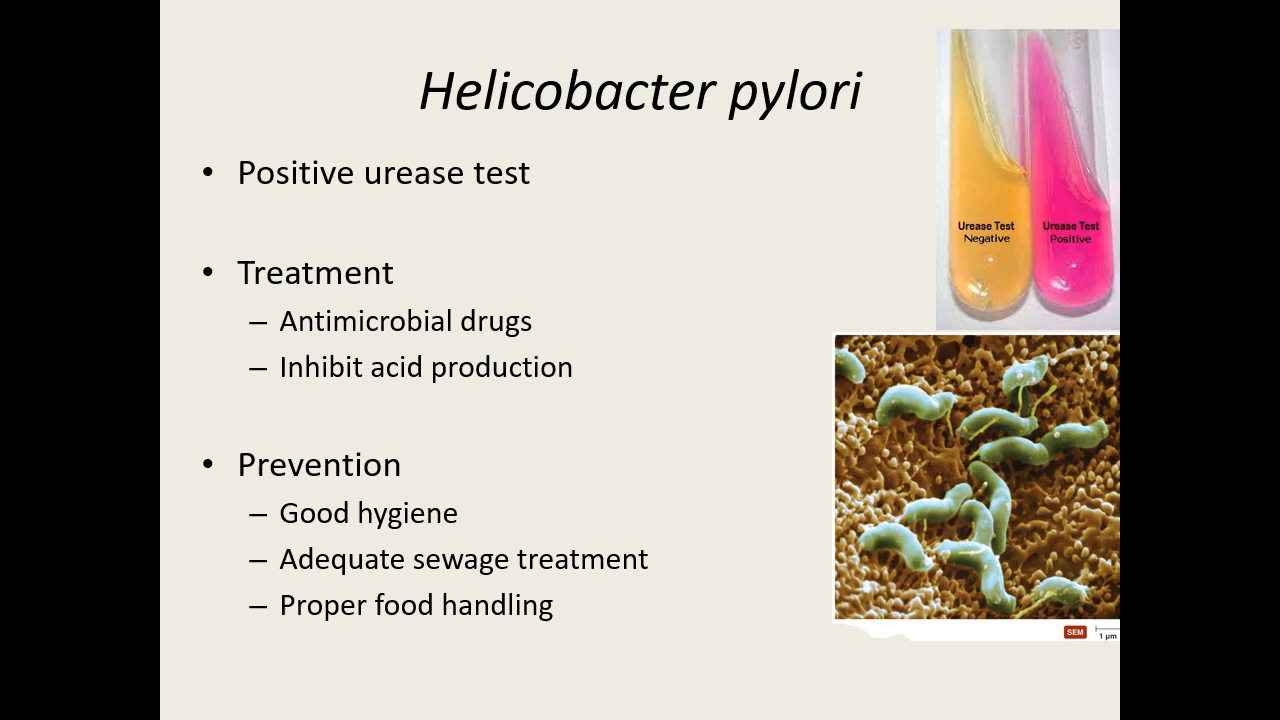 Helicobacter pylori
• Positive urease test
• Treatment
– Antimicrobial drugs
– Inhibit acid production
• Prevention
– Good hygiene
– Adequate sewage treatment
– Proper food handling
Urease Test
Negative
Urease Test
Positive
SEM
1 µm